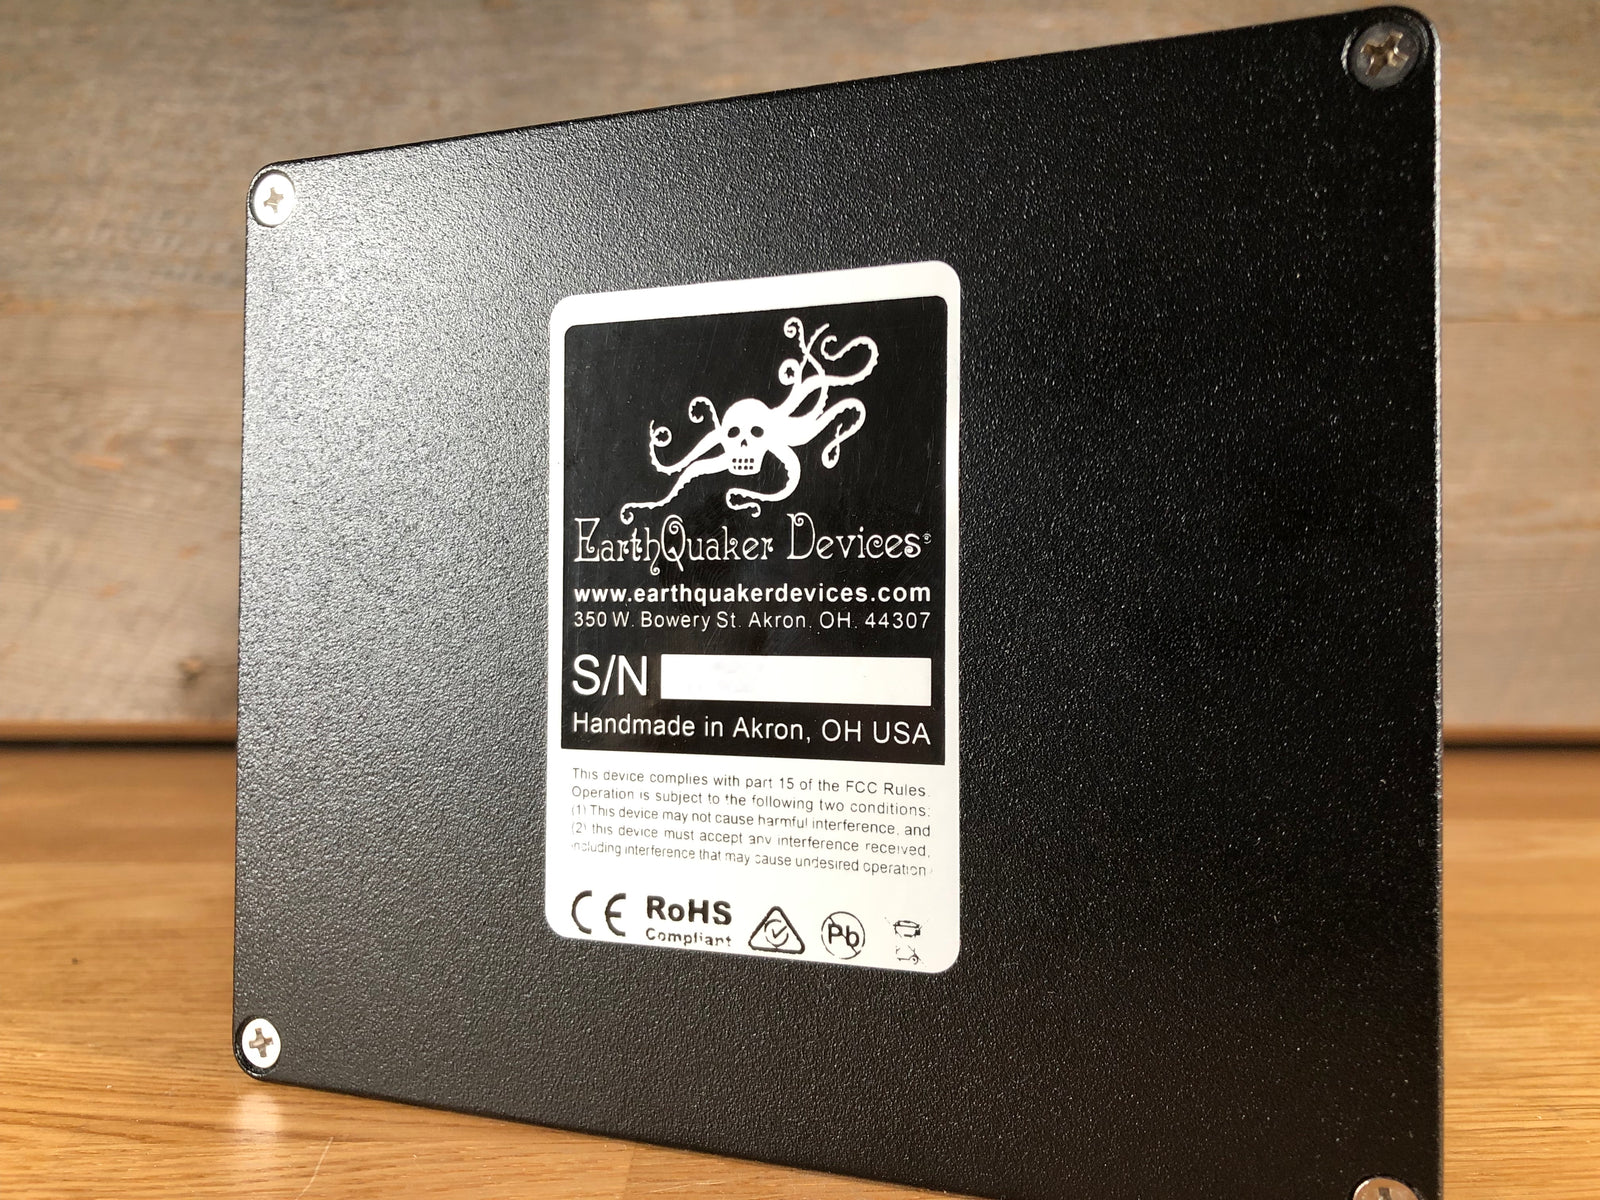 EarthQuaker Devices®
www.earthquakerdevices.com
350 W. Bowery St. Akron, OH. 44307
S/N
Handmade in Akron, OH USA
This device complies with part 15 of the FCC Rules.
Operation is subject to the following two conditions:
(1) This device may not cause harmful interference, and
(2) this device must accept any interference received,
including interference that may cause undesired operation.
CE RoHS Pb
Compliant